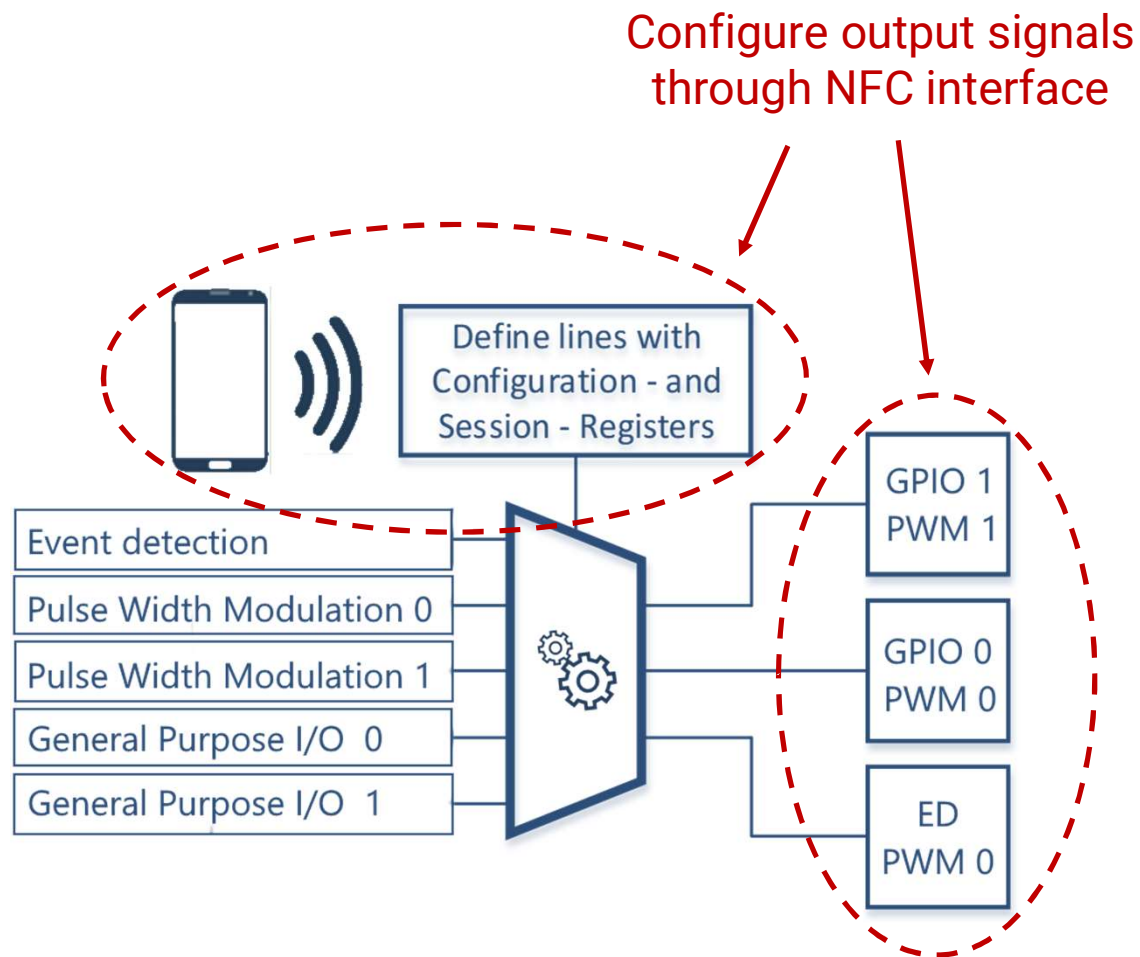 Configure output signals
through NFC interface
Define lines with
Configuration - and
Session - Registers
Event detection
Pulse Width Modulation 0
Pulse Width Modulation 1
General Purpose I/O 0
General Purpose I/O 1
GPIO 1
PWM 1
GPIO 0
PWM 0
ED
PWM 0